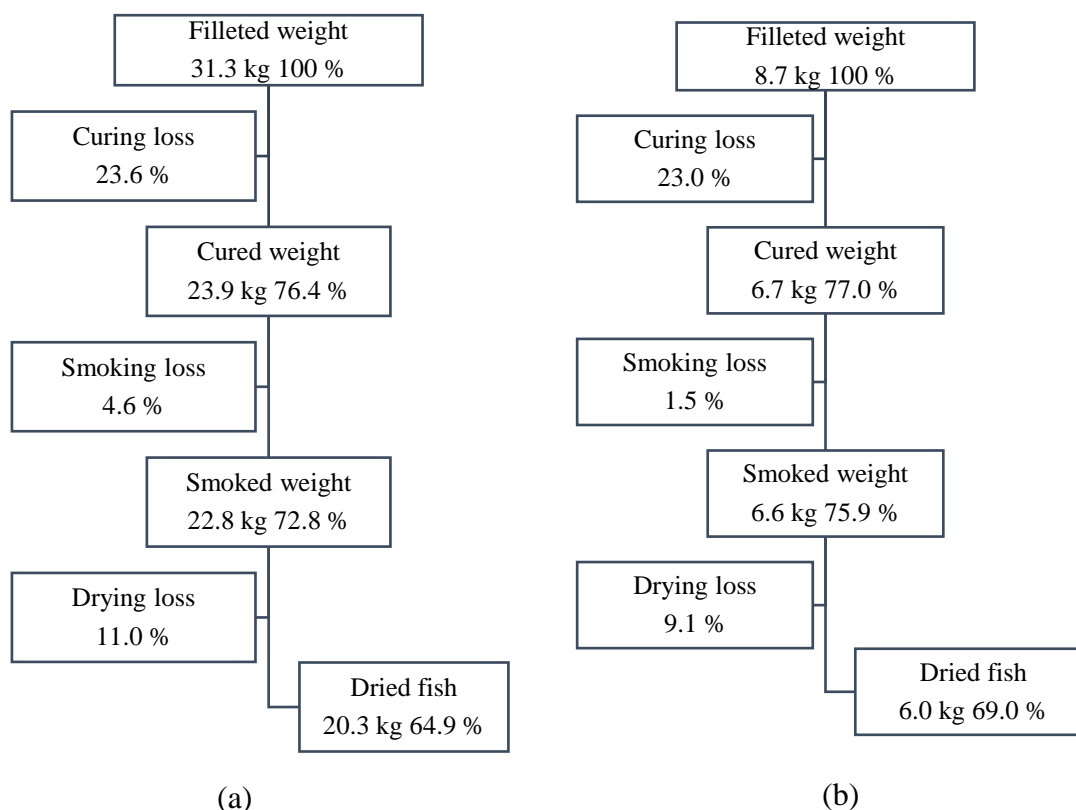 Filleted weight
31.3 kg 100 %
Curing loss
23.6 %
Cured weight
23.9 kg 76.4 %
Smoking loss
4.6 %
Smoked weight
22.8 kg 72.8 %
Drying loss
11.0 %
Dried fish
20.3 kg 64.9 %
(a)
Filleted weight
8.7 kg 100 %
Curing loss
23.0 %
Cured weight
6.7 kg 77.0 %
Smoking loss
1.5 %
Smoked weight
6.6 kg 75.9 %
Drying loss
9.1 %
Dried fish
6.0 kg 69.0 %
(b)